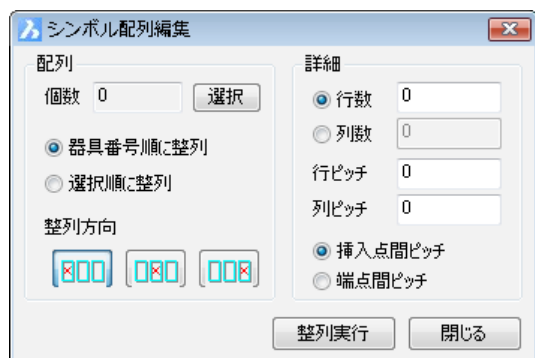 シンボル配列編集
配列
個数 0 選択
器具番号順に整列
選択順に整列
整列方向
詳細
行数 0
列数 0
行ピッチ 0
列ピッチ 0
挿入点間ピッチ
端点間ピッチ
整列実行 閉じる